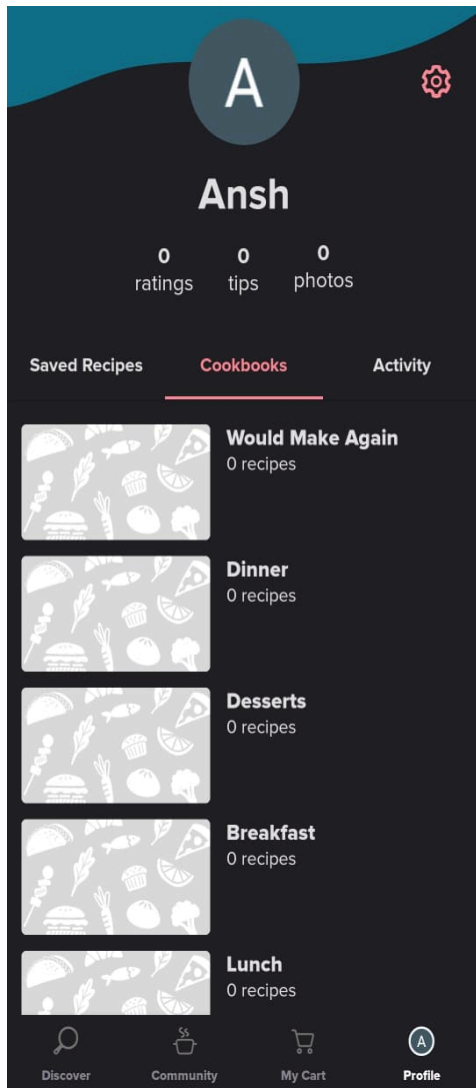 A
Ansh
0 0 0
ratings tips photos
Saved Recipes Cookbooks Activity
Would Make Again
0 recipes
Dinner
0 recipes
Desserts
0 recipes
Breakfast
0 recipes
Lunch
0 recipes
A
Discover Community My Cart Profile